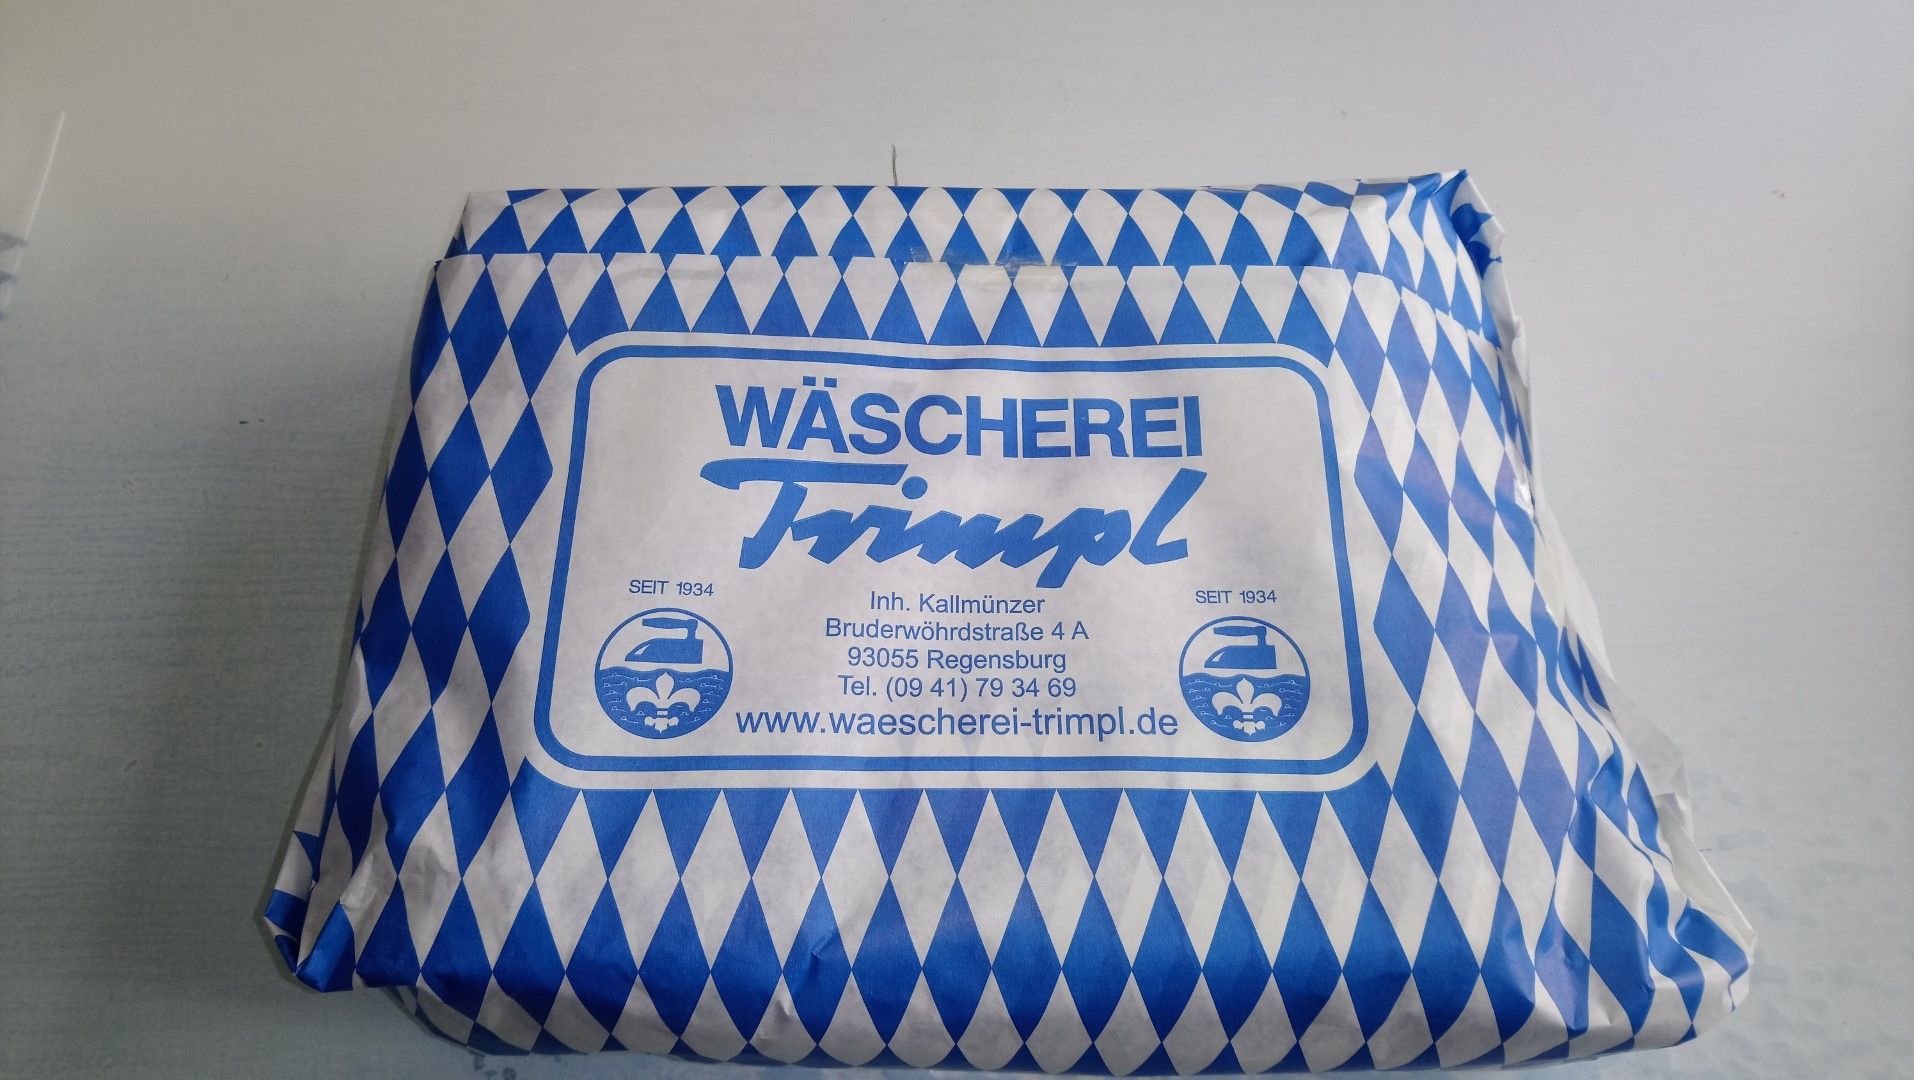 WÄSCHEREI
Trimpl
SEIT 1934
SEIT 1934
Inh. Kallmünzer
Bruderwöhrdstraße 4 A
93055 Regensburg
Tel. (09 41) 79 34 69
www.waescherei-trimpl.de